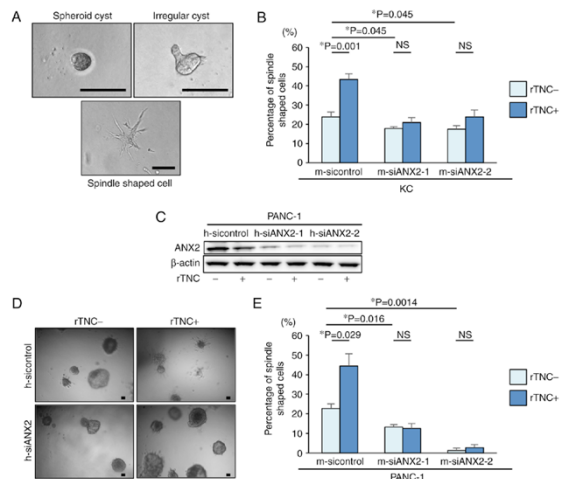 A
Spheroid cyst
Irregular cyst
Spindle shaped cell
B
(%)
*P=0.045
*P=0.045
*P=0.001
NS
NS
Percentage of spindle
shaped cells
60
50
40
30
20
10
0
m-sicontrol
m-siANX2-1
m-siANX2-2
KC
rTNC−
rTNC+
C
PANC-1
h-sicontrol h-siANX2-1 h-siANX2-2
ANX2
β-actin
rTNC − + − + − +
D
rTNC−
rTNC+
h-sicontrol
h-siANX2
E
(%)
*P=0.0014
*P=0.016
*P=0.029
NS
NS
Percentage of spindle
shaped cells
60
50
40
30
20
10
0
m-sicontrol
m-siANX2-1
m-siANX2-2
PANC-1
rTNC−
rTNC+